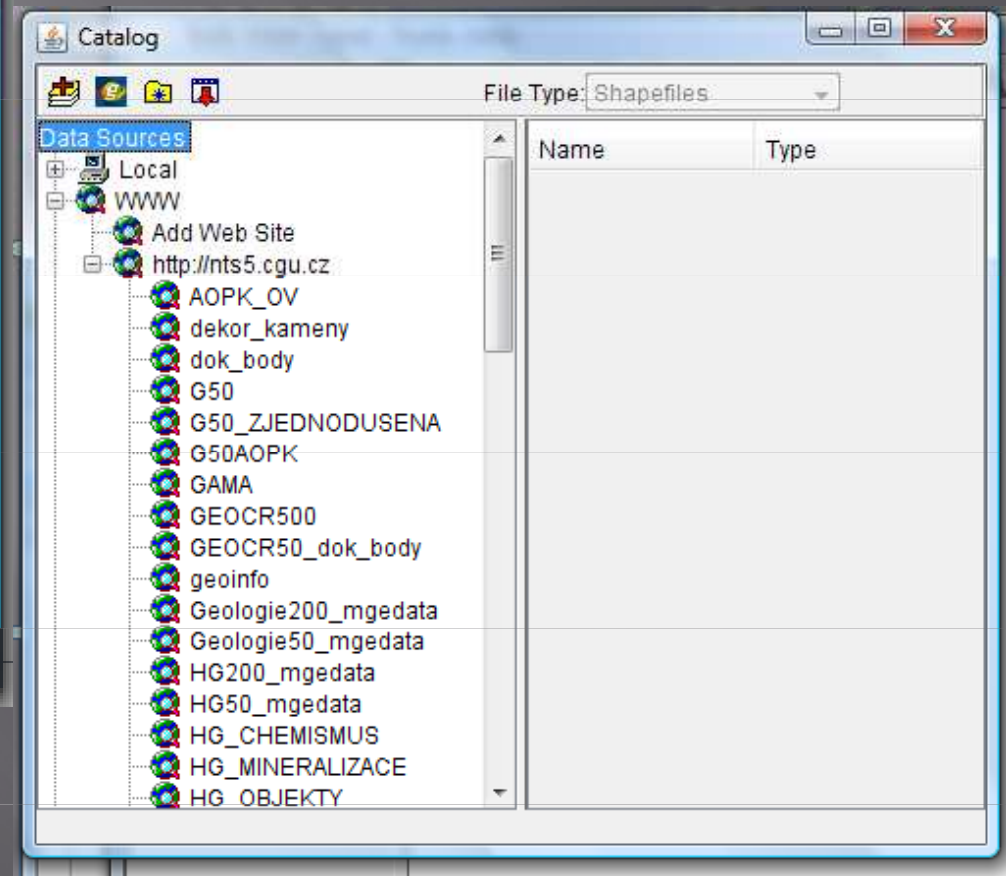 Catalog
File Type: Shapefiles
Data Sources
Name Type
Local
WWW
Add Web Site
http://nts5.cgu.cz
AOPK_OV
dekor_kameny
dok_body
G50
G50_ZJEDNODUSENA
G50AOPK
GAMA
GEOCR500
GEOCR50_dok_body
geoinfo
Geologie200_mgedata
Geologie50_mgedata
HG200_mgedata
HG50_mgedata
HG_CHEMISMUS
HG_MINERALIZACE
HG_OBJEKTY